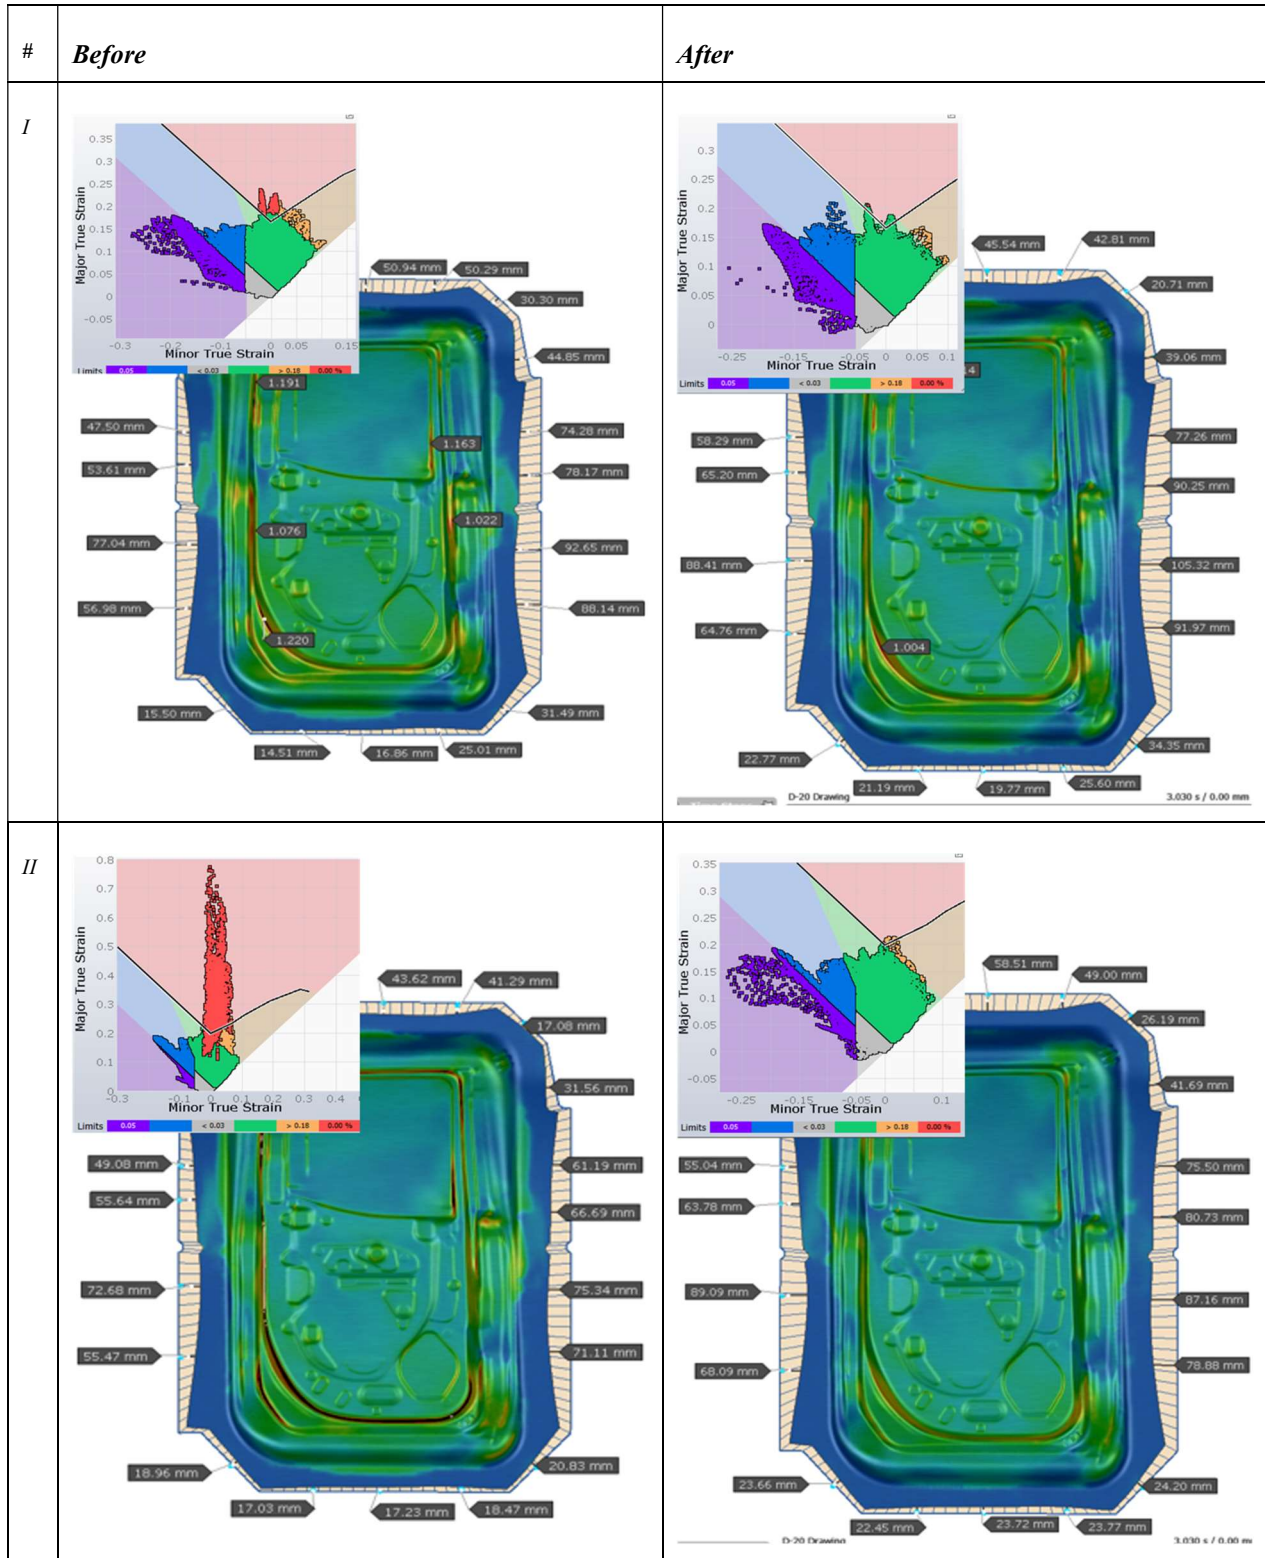 # Before After
I
0.35
0.3
0.25
0.2
0.15
0.1
0.05
0
-0.05
Major True Strain
-0.3 -0.2 -0.1 0 0.05 0.15
Minor True Strain
Limits 0.05 < 0.03 > 0.18 0.00 %
50.94 mm
50.29 mm
30.30 mm
44.85 mm
1.191
47.50 mm
74.28 mm
1.163
53.61 mm
78.17 mm
1.076
1.022
77.04 mm
92.65 mm
56.98 mm
88.14 mm
1.220
15.50 mm
31.49 mm
14.51 mm
16.86 mm
25.01 mm
0.3
0.25
0.2
0.15
0.1
0.05
0
Major True Strain
-0.25 -0.15 -0.05 0 0.05 0.1
Minor True Strain
Limits 0.05 < 0.03 > 0.18 0.00 %
45.54 mm
42.81 mm
20.71 mm
39.06 mm
14
58.29 mm
77.26 mm
65.20 mm
90.25 mm
88.41 mm
105.32 mm
64.76 mm
91.97 mm
1.004
22.77 mm
34.35 mm
21.19 mm
19.77 mm
25.60 mm
D-20 Drawing
3.030 s / 0.00 mm
II
0.8
0.7
0.6
0.5
0.4
0.3
0.2
0.1
0
Major True Strain
-0.3 -0.1 0 0.1 0.2 0.3 0.4
Minor True Strain
Limits 0.05 < 0.03 > 0.18 0.00 %
43.62 mm
41.29 mm
17.08 mm
31.56 mm
49.08 mm
61.19 mm
55.64 mm
66.69 mm
72.68 mm
75.34 mm
55.47 mm
71.11 mm
18.96 mm
20.83 mm
17.03 mm
17.23 mm
18.47 mm
0.35
0.3
0.25
0.2
0.15
0.1
0.05
0
-0.05
Major True Strain
-0.25 -0.15 -0.05 0 0.1
Minor True Strain
Limits 0.05 < 0.03 > 0.18 0.00 %
58.51 mm
49.00 mm
26.19 mm
41.69 mm
55.04 mm
75.50 mm
63.78 mm
80.73 mm
89.09 mm
87.16 mm
68.09 mm
78.88 mm
23.66 mm
24.20 mm
22.45 mm
23.72 mm
23.77 mm
D-20 Drawing
3.030 s / 0.00 m